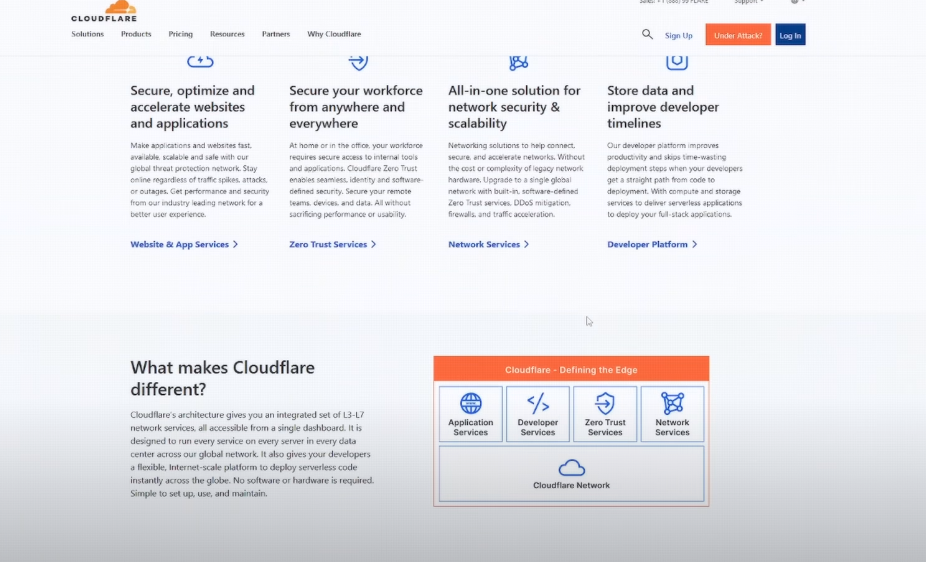 CLOUDFLARE
Support
Solutions Products Pricing Resources Partners Why Cloudflare
Sign Up Under Attack? Log In
Secure, optimize and
accelerate websites
and applications
Make applications and websites fast,
available, scalable and safe with our
global threat protection network. Stay
online regardless of traffic spikes, attacks,
or outages. Get performance and security
from our industry leading network for a
better user experience.
Website & App Services >
Secure your workforce
from anywhere and
everywhere
At home or in the office, your workforce
requires secure access to internal tools
and applications. Cloudflare Zero Trust
enables seamless, identity and software-
defined security. Secure your remote
teams, devices, and data. All without
sacrificing performance or usability.
Zero Trust Services >
All-in-one solution for
network security &
scalability
Networking solutions to help connect,
secure, and accelerate networks. Without
the cost or complexity of legacy network
hardware. Upgrade to a single global
network with built-in, software-defined
Zero Trust services, DDoS mitigation,
firewalls, and traffic acceleration.
Network Services >
Store data and
improve developer
timelines
Our developer platform improves
productivity and skips time-wasting
deployment steps when your developers
get a straight path from code to
deployment. With compute and storage
services to deliver serverless applications
to deploy your full-stack applications.
Developer Platform >
What makes Cloudflare
different?
Cloudflare's architecture gives you an integrated set of L3-L7
network services, all accessible from a single dashboard. It is
designed to run every service on every server in every data
center across our global network. It also gives your developers
a flexible, Internet-scale platform to deploy serverless code
instantly across the globe. No software or hardware is required.
Simple to set up, use, and maintain.
Cloudflare - Defining the Edge
Application
Services
Developer
Services
Zero Trust
Services
Network
Services
Cloudflare Network